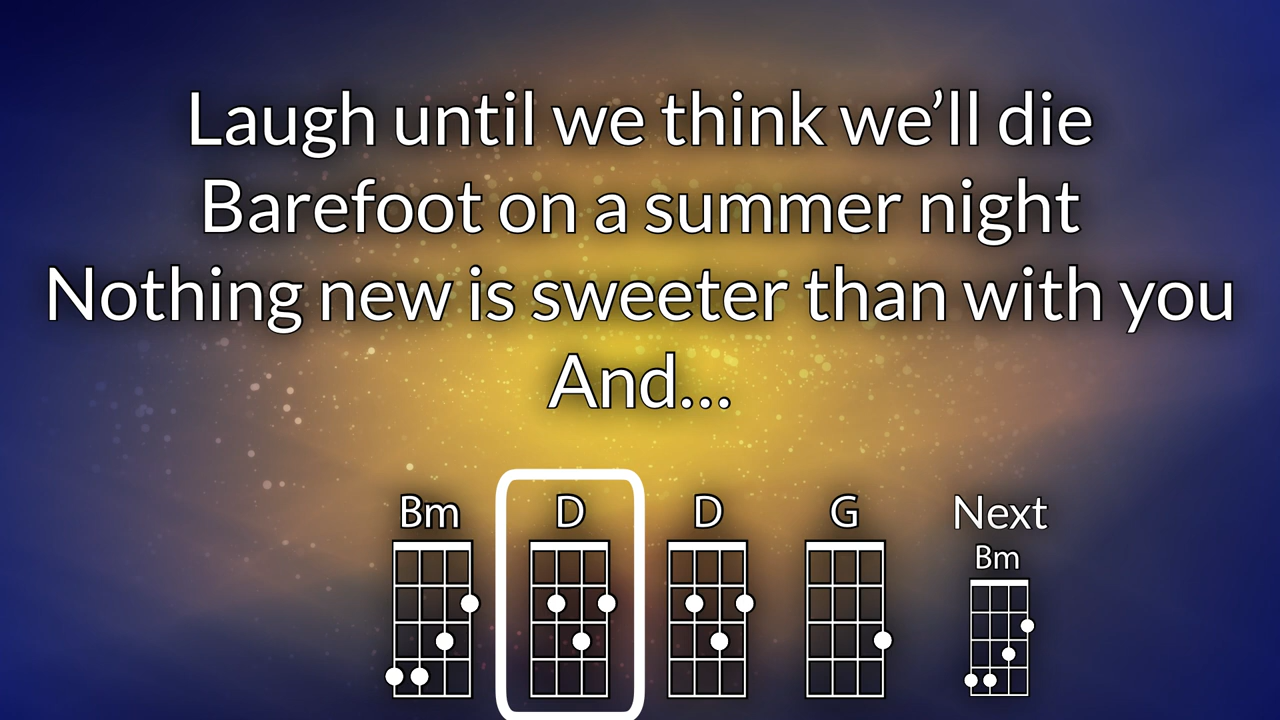 Laugh until we think we’ll die
Barefoot on a summer night
Nothing new is sweeter than with you
And...
Bm D D G Next
Bm